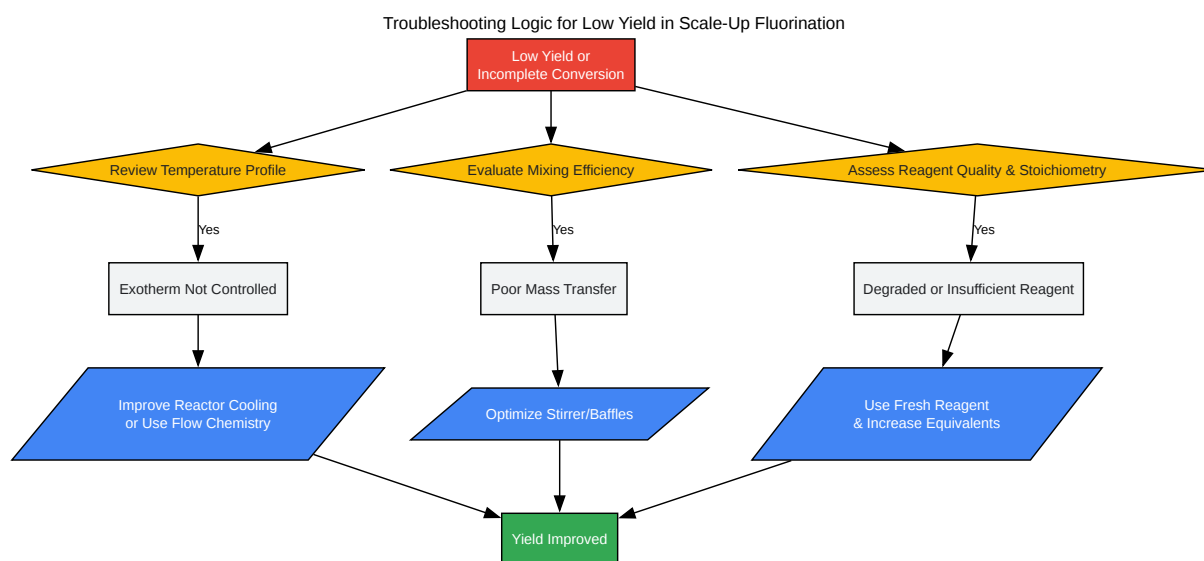 Troubleshooting Logic for Low Yield in Scale-Up Fluorination
Low Yield or
Incomplete Conversion
Review Temperature Profile
Evaluate Mixing Efficiency
Assess Reagent Quality & Stoichiometry
Yes
Yes
Yes
Exotherm Not Controlled
Poor Mass Transfer
Degraded or Insufficient Reagent
Improve Reactor Cooling
or Use Flow Chemistry
Optimize Stirrer/Baffles
Use Fresh Reagent
& Increase Equivalents
Yield Improved